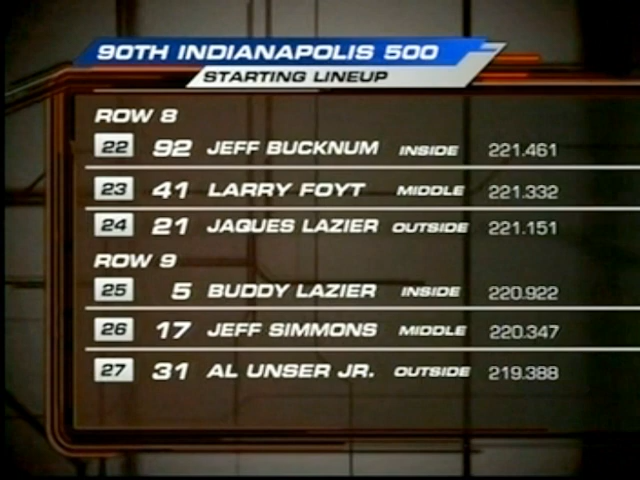 90TH INDIANAPOLIS 500
STARTING LINEUP
ROW 8
22 92 JEFF BUCKNUM INSIDE 221.461
23 41 LARRY FOYT MIDDLE 221.332
24 21 JAQUES LAZIER OUTSIDE 221.151
ROW 9
25 5 BUDDY LAZIER INSIDE 220.922
26 17 JEFF SIMMONS MIDDLE 220.347
27 31 AL UNSER JR. OUTSIDE 219.388